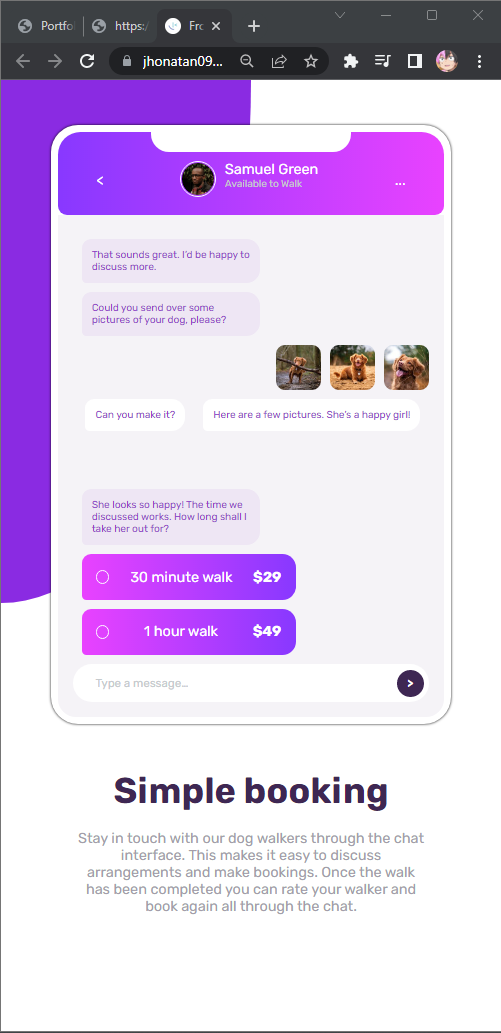 Portfo
https:/
Fro
jhonatan09...
<
Samuel Green
Available to Walk
...
That sounds great. I'd be happy to
discuss more.
Could you send over some
pictures of your dog, please?
Can you make it?
Here are a few pictures. She's a happy girl!
She looks so happy! The time we
discussed works. How long shall I
take her out for?
30 minute walk $29
1 hour walk $49
Type a message...
>
Simple booking
Stay in touch with our dog walkers through the chat
interface. This makes it easy to discuss
arrangements and make bookings. Once the walk
has been completed you can rate your walker and
book again all through the chat.